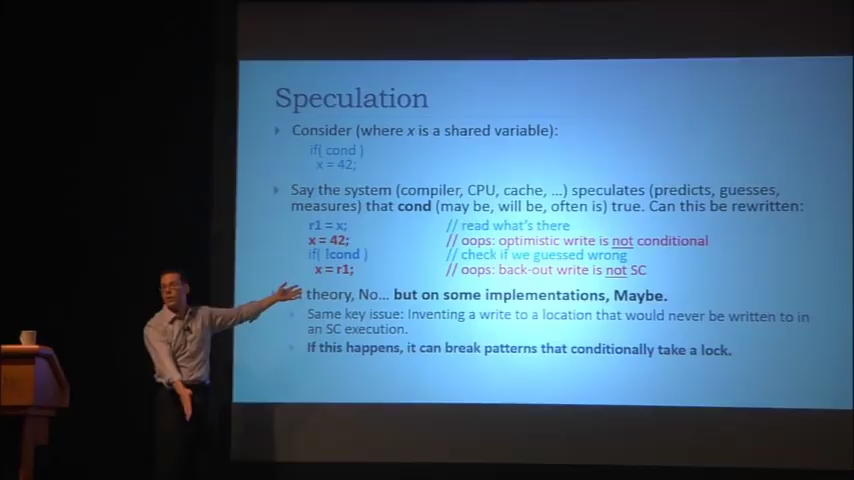 Speculation
Consider (where x is a shared variable):
if( cond )
x = 42;
Say the system (compiler, CPU, cache, …) speculates (predicts, guesses,
measures) that cond (may be, will be, often is) true. Can this be rewritten:
r1 = x; // read what's there
x = 42; // oops: optimistic write is not conditional
if( !cond ) // check if we guessed wrong
x = r1; // oops: back-out write is not SC
theory, No… but on some implementations, Maybe.
Same key issue: Inventing a write to a location that would never be written to in
an SC execution.
If this happens, it can break patterns that conditionally take a lock.